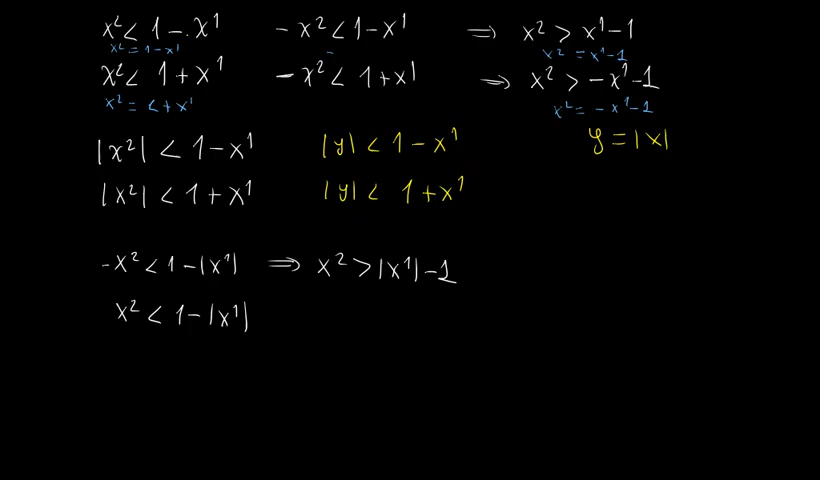 x² < 1 - x¹   - x² < 1 - x¹   ⇒   x² > x¹ - 1
x² = 1 - x¹   x² = x¹ - 1
x² < 1 + x¹   - x² < 1 + x¹   ⇒   x² > - x¹ - 1
x² = < + x¹   x² = - x¹ - 1
|x²| < 1 - x¹   |y| < 1 - x¹   y = |x|
|x²| < 1 + x¹   |y| < 1 + x¹
- x² < 1 - |x¹|   ⇒   x² > |x¹| - 1
x² < 1 - |x¹|